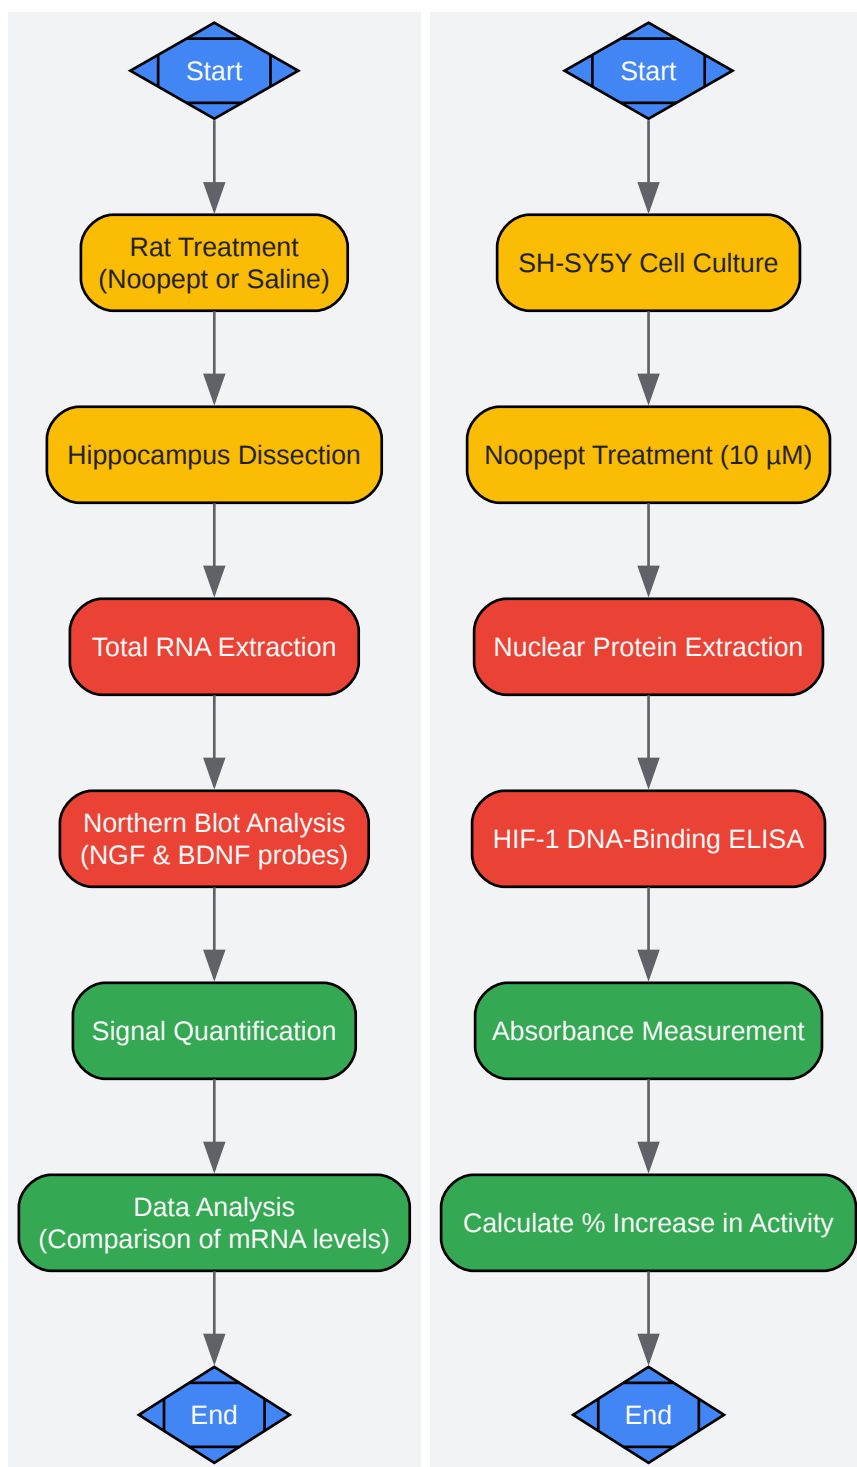 Start
Rat Treatment
(Noopept or Saline)
Hippocampus Dissection
Total RNA Extraction
Northern Blot Analysis
(NGF & BDNF probes)
Signal Quantification
Data Analysis
(Comparison of mRNA levels)
End
Start
SH-SY5Y Cell Culture
Noopept Treatment (10 µM)
Nuclear Protein Extraction
HIF-1 DNA-Binding ELISA
Absorbance Measurement
Calculate % Increase in Activity
End